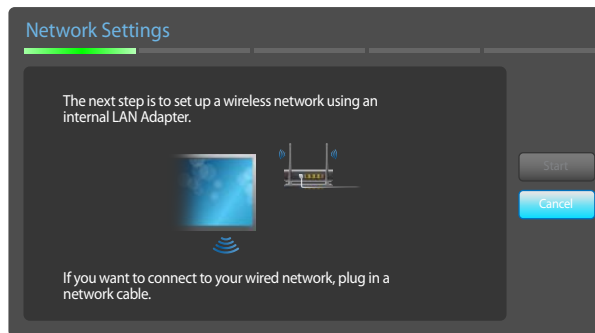 Network Settings
The next step is to set up a wireless network using an
internal LAN Adapter.
Start
Cancel
If you want to connect to your wired network, plug in a
network cable.